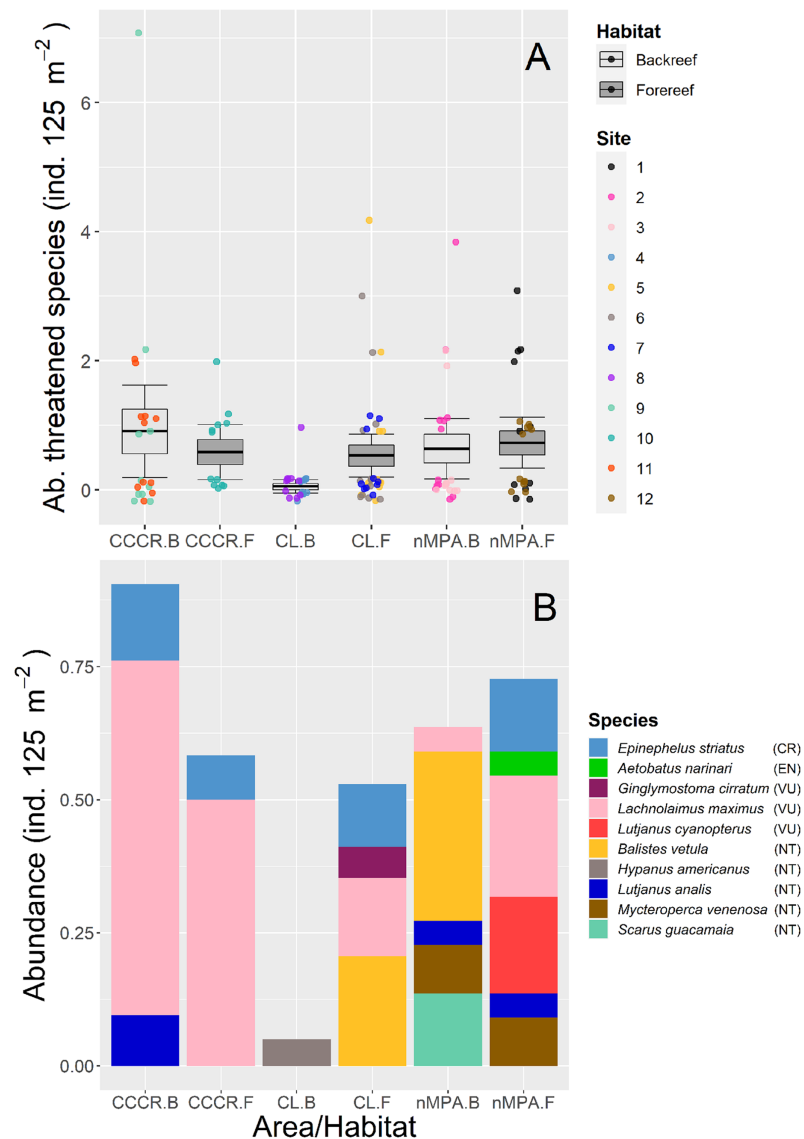 A
Ab. threatened species (ind. 125 m⁻²)
6
4
2
0
CCCR.B CCCR.F CL.B CL.F nMPA.B nMPA.F
Habitat
Backreef
Forereef
Site
1
2
3
4
5
6
7
8
9
10
11
12
B
Abundance (ind. 125 m⁻²)
0.75
0.50
0.25
0.00
CCCR.B CCCR.F CL.B CL.F nMPA.B nMPA.F
Area/Habitat
Species
Epinephelus striatus (CR)
Aetobatus narinari (EN)
Ginglymostoma cirratum (VU)
Lachnolaimus maximus (VU)
Lutjanus cyanopterus (VU)
Balistes vetula (NT)
Hypanus americanus (NT)
Lutjanus analis (NT)
Mycteroperca venenosa (NT)
Scarus guacamaia (NT)